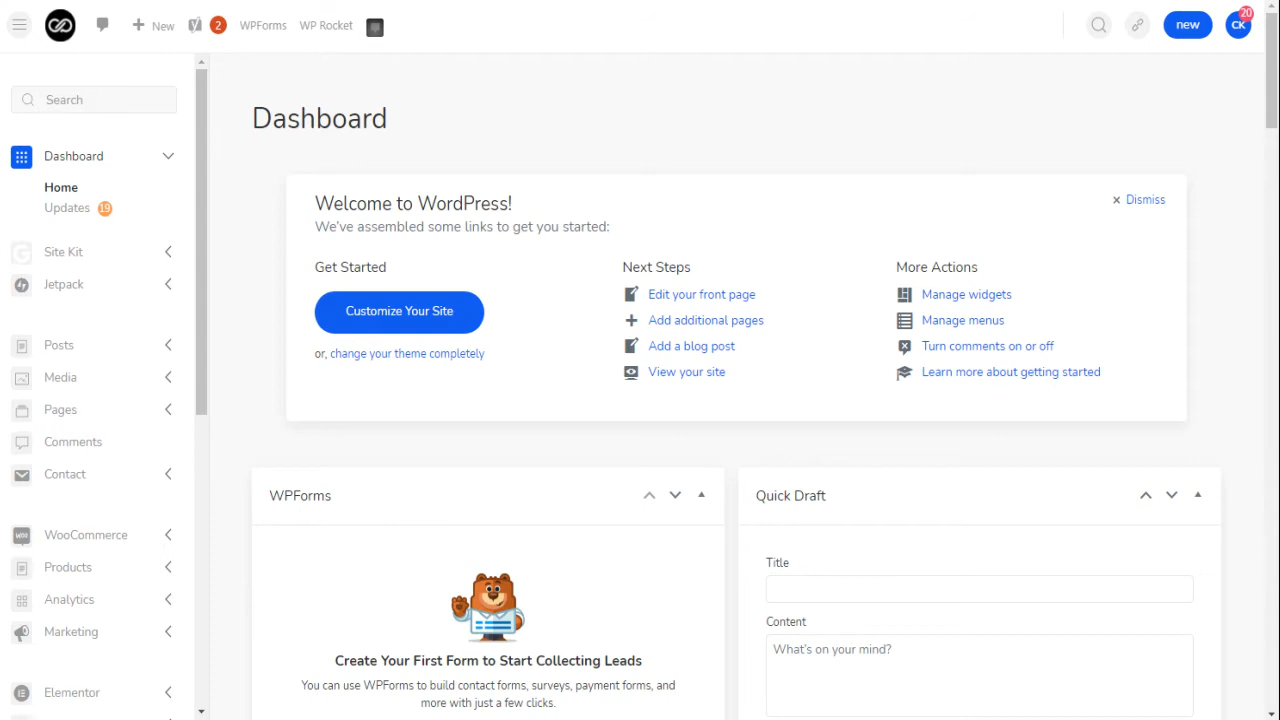 New
2
WPForms
WP Rocket
new
CK
20
Search
Dashboard
Home
Updates 19
Site Kit
Jetpack
Posts
Media
Pages
Comments
Contact
WooCommerce
Products
Analytics
Marketing
Elementor
Dashboard
Welcome to WordPress!
Dismiss
We've assembled some links to get you started:
Get Started
Customize Your Site
or, change your theme completely
Next Steps
Edit your front page
Add additional pages
Add a blog post
View your site
More Actions
Manage widgets
Manage menus
Turn comments on or off
Learn more about getting started
WPForms
Create Your First Form to Start Collecting Leads
You can use WPForms to build contact forms, surveys, payment forms, and
more with just a few clicks.
Quick Draft
Title
Content
What's on your mind?